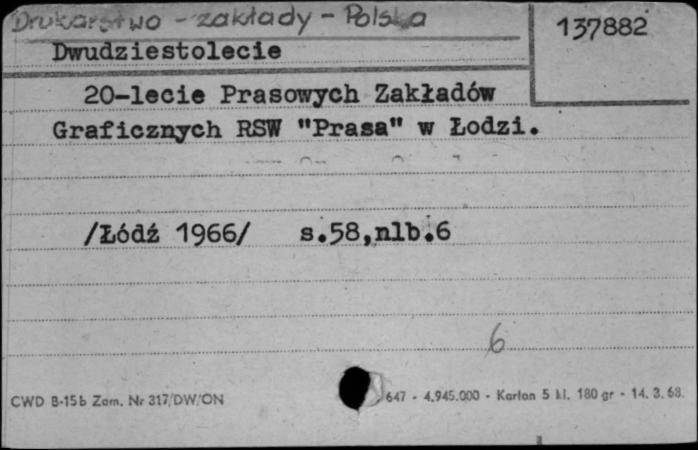 Drukarstwo - zakłady - Polska
137882
Dwudziestolecie
20-lecie Prasowych Zakładów
Graficznych RSW "Prasa" w Łodzi.
/Łódź 1966/ s.58,nlb.6
6
CWD B-15b Zam. Nr 317/DW/ON
647 - 4.945.000 - Karton 5 kl. 180 gr - 14. 3. 68.